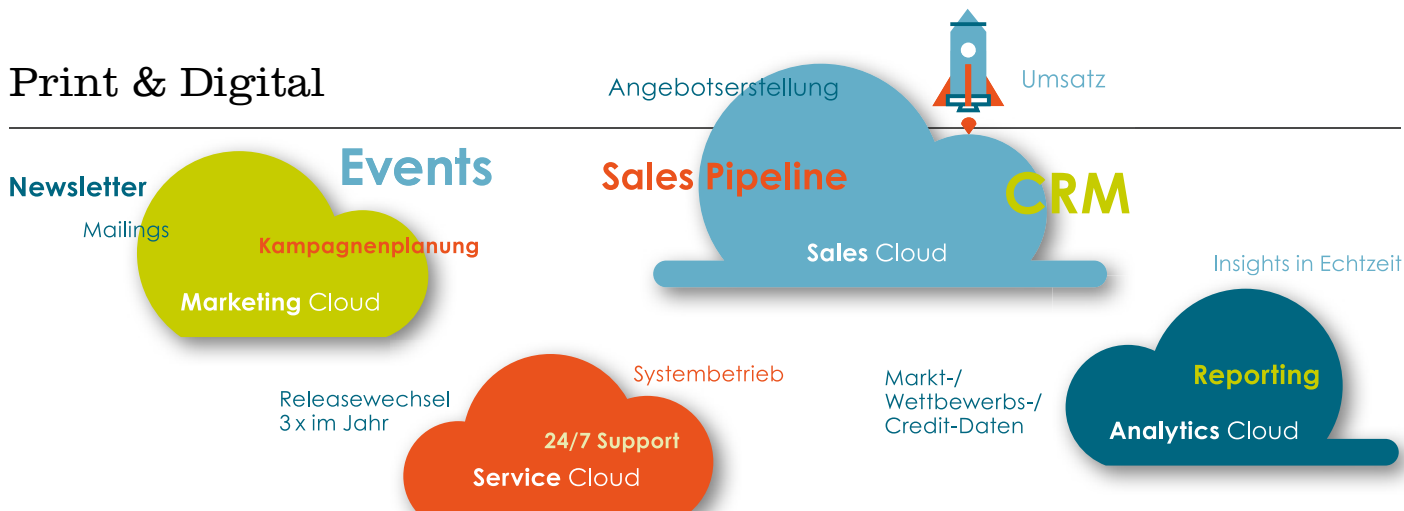 Print & Digital
Angebotserstellung
Umsatz
Newsletter
Events
Sales Pipeline
CRM
Mailings
Kampagnenplanung
Sales Cloud
Marketing Cloud
Insights in Echtzeit
Releasewechsel
3 x im Jahr
Systembetrieb
24/7 Support
Service Cloud
Markt-/
Wettbewerbs-/
Credit-Daten
Reporting
Analytics Cloud